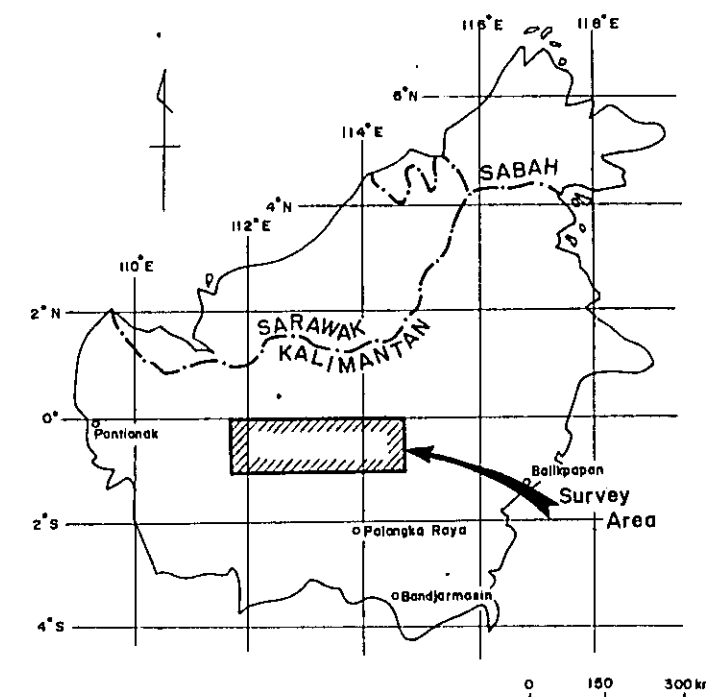 116°E
118°E
6°N
114°E
SABAH
4°N
112°E
110°E
2°N
SARAWAK
KALIMANTAN
0°
Pontianak
Balikpapan
Survey
Area
2°S
Palangka Raya
Bandjarmasin
4°S
0 150 300km